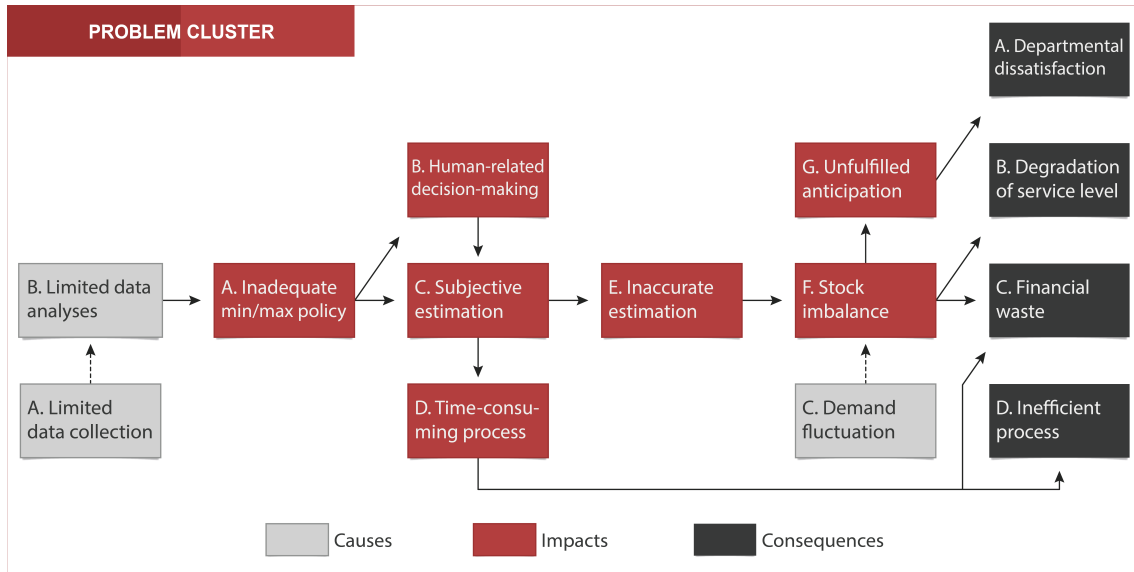 PROBLEM CLUSTER
A. Departmental
dissatisfaction
B. Human-related
decision-making
G. Unfulfilled
anticipation
B. Degradation
of service level
B. Limited data
analyses
A. Inadequate
min/max policy
C. Subjective
estimation
E. Inaccurate
estimation
F. Stock
imbalance
C. Financial
waste
A. Limited
data collection
D. Time-consu-
ming process
C. Demand
fluctuation
D. Inefficient
process
Causes
Impacts
Consequences